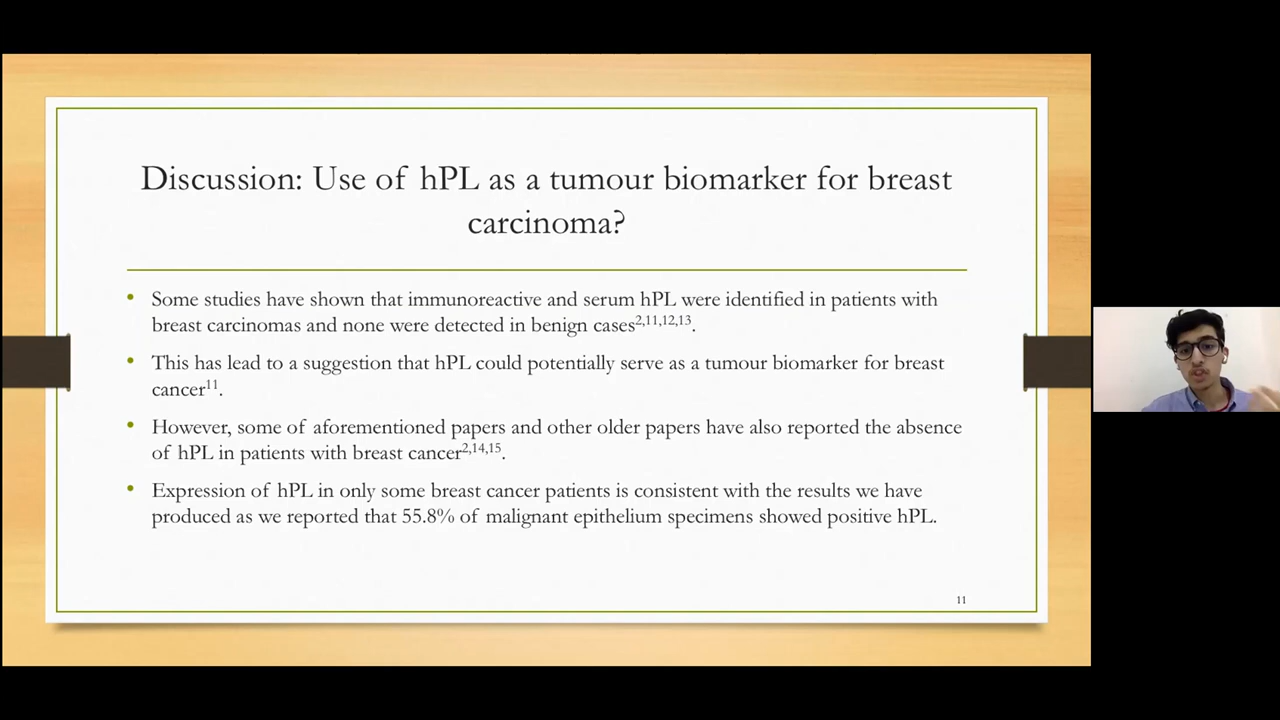 Discussion: Use of hPL as a tumour biomarker for breast
carcinoma?
• Some studies have shown that immunoreactive and serum hPL were identified in patients with
breast carcinomas and none were detected in benign cases2,11,12,13.
• This has lead to a suggestion that hPL could potentially serve as a tumour biomarker for breast
cancer11.
• However, some of aforementioned papers and other older papers have also reported the absence
of hPL in patients with breast cancer2,14,15.
• Expression of hPL in only some breast cancer patients is consistent with the results we have
produced as we reported that 55.8% of malignant epithelium specimens showed positive hPL.
11